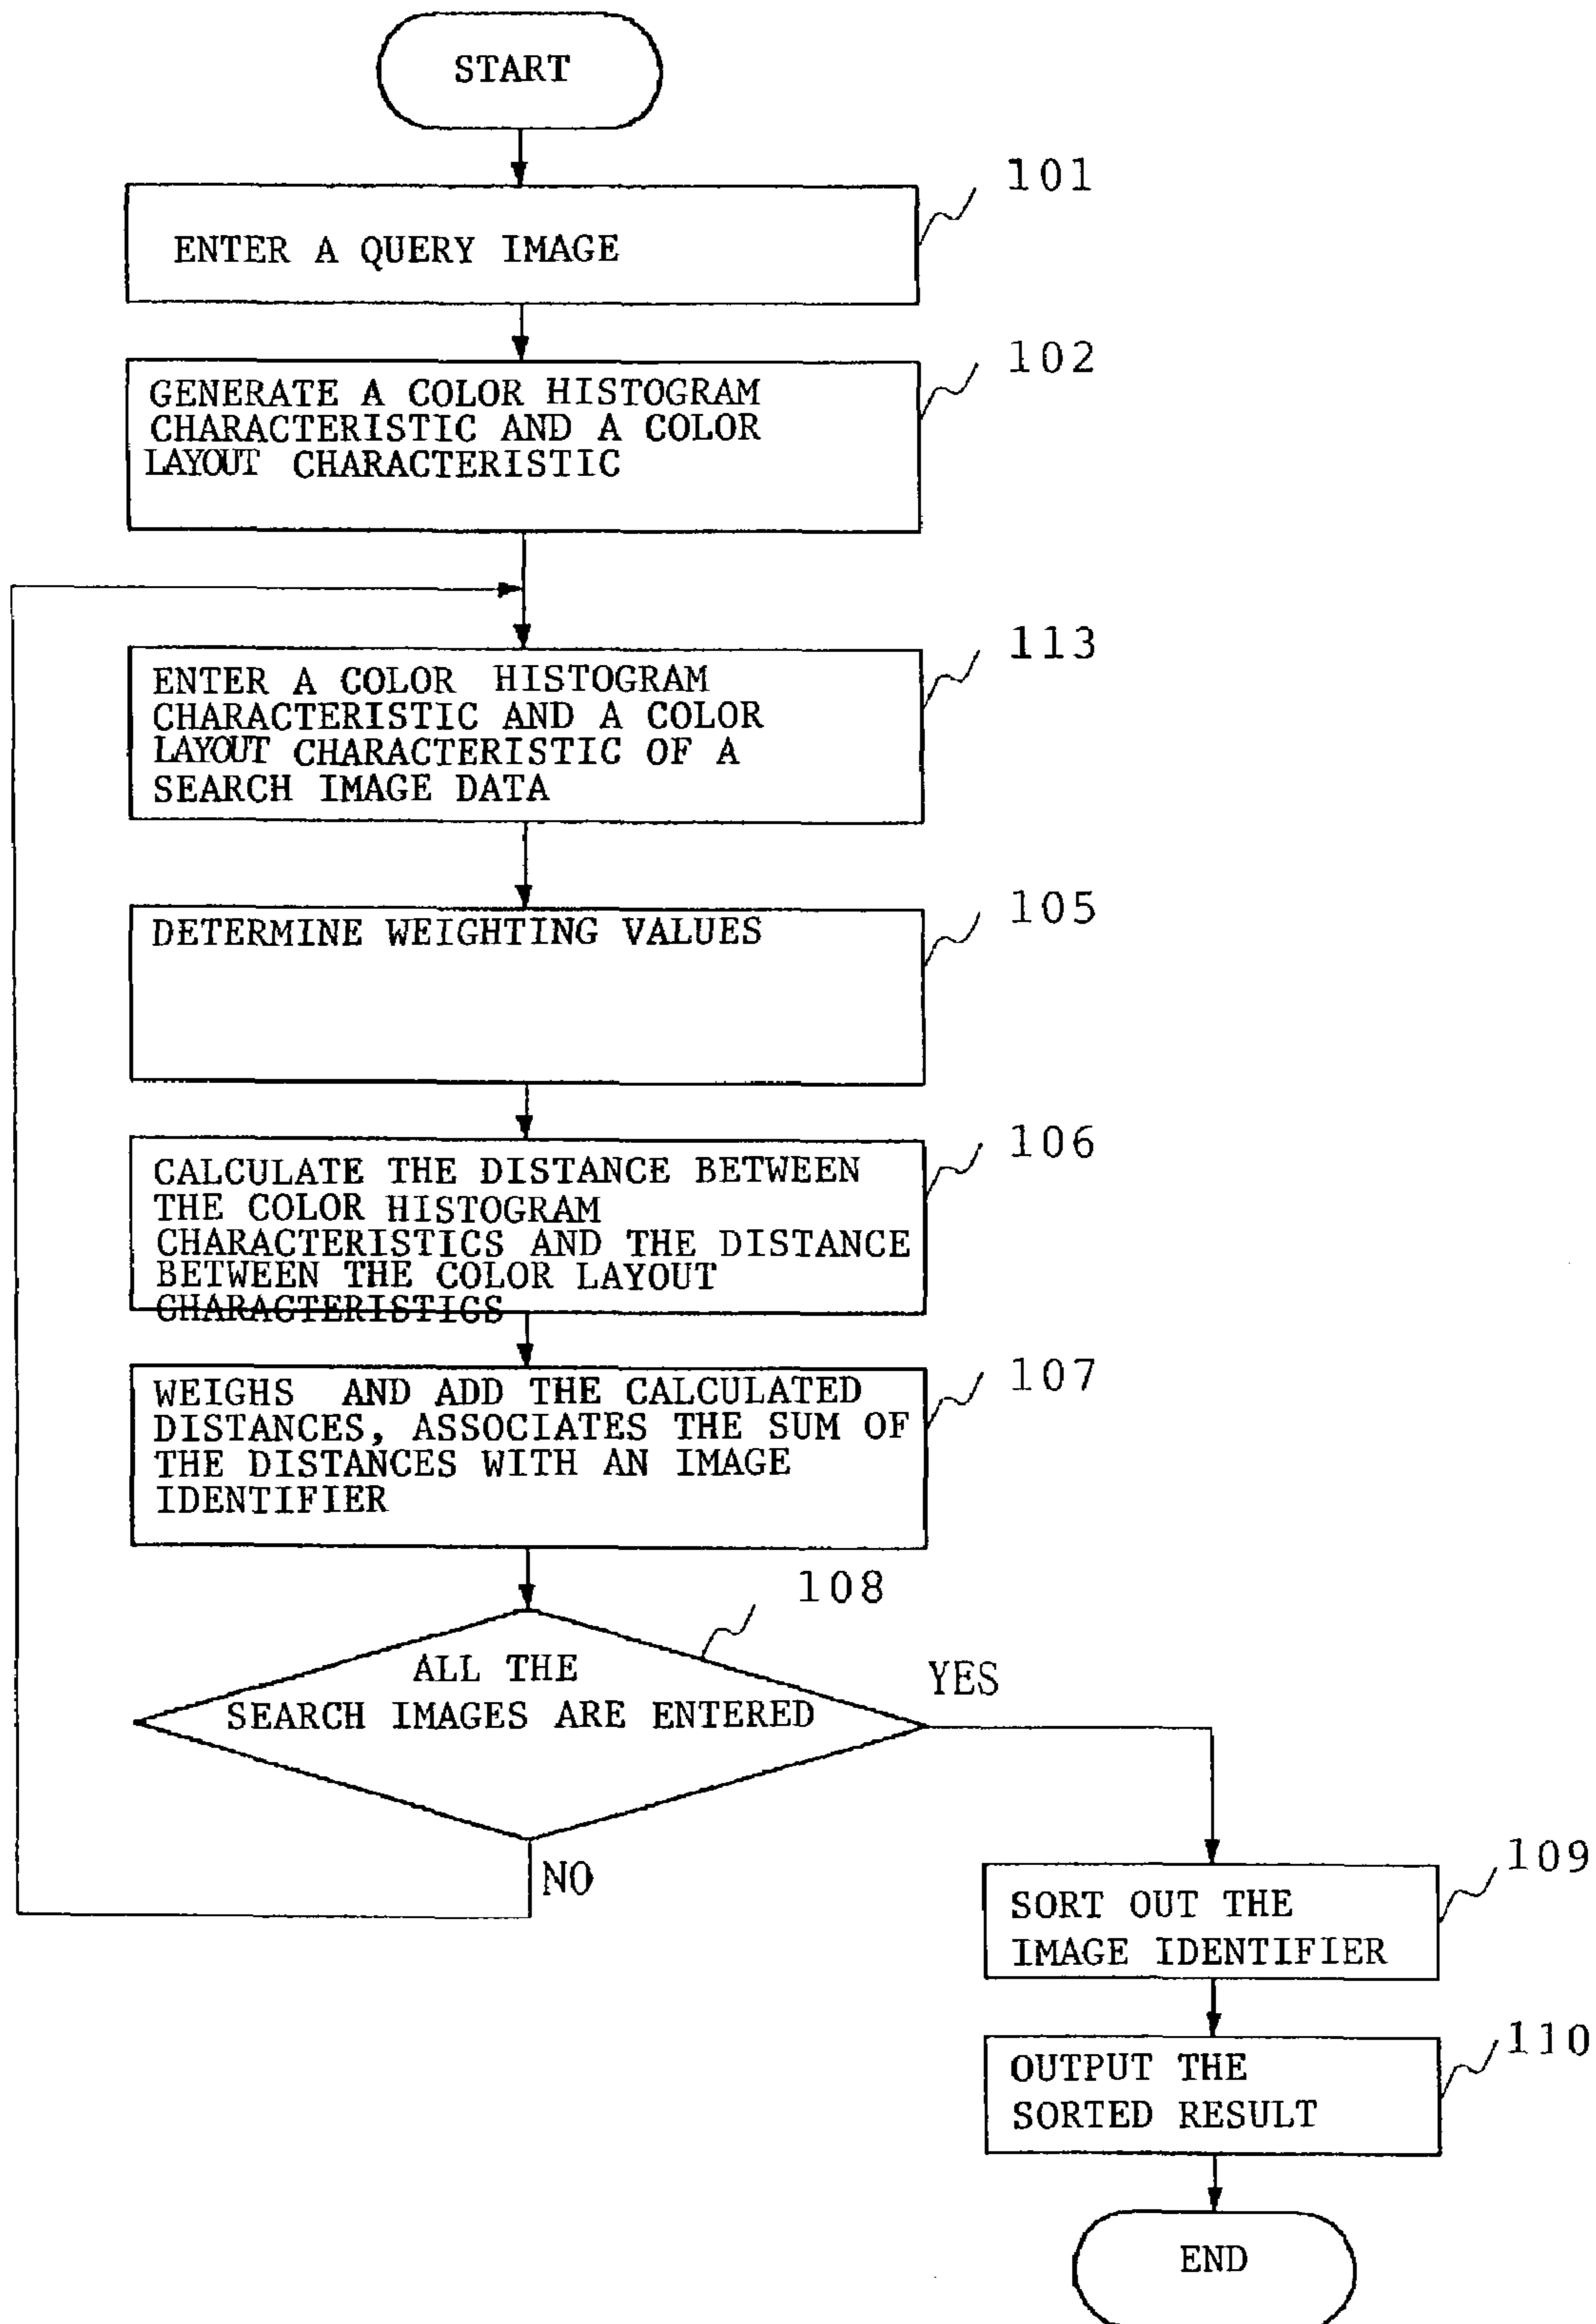 START
101
ENTER A QUERY IMAGE
102
GENERATE A COLOR HISTOGRAM
CHARACTERISTIC AND A COLOR
LAYOUT CHARACTERISTIC
113
ENTER A COLOR HISTOGRAM
CHARACTERISTIC AND A COLOR
LAYOUT CHARACTERISTIC OF A
SEARCH IMAGE DATA
105
DETERMINE WEIGHTING VALUES
106
CALCULATE THE DISTANCE BETWEEN
THE COLOR HISTOGRAM
CHARACTERISTICS AND THE DISTANCE
BETWEEN THE COLOR LAYOUT
CHARACTERISTICS
107
WEIGHS AND ADD THE CALCULATED
DISTANCES, ASSOCIATES THE SUM OF
THE DISTANCES WITH AN IMAGE
IDENTIFIER
108
ALL THE
SEARCH IMAGES ARE ENTERED
YES
NO
109
SORT OUT THE
IMAGE IDENTIFIER
110
OUTPUT THE
SORTED RESULT
END